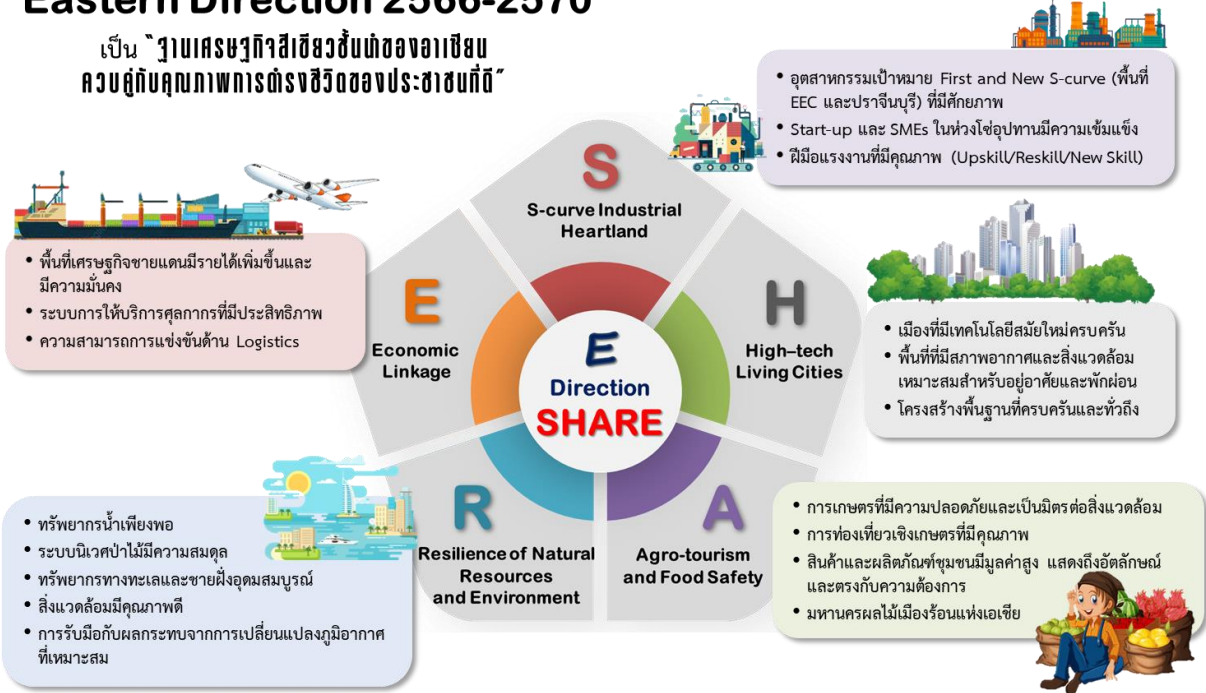 Eastern Direction 2566-2570
เป็น "ฐานเศรษฐกิจสีเขียวชั้นนำของอาเซียน
ควบคู่กับคุณภาพการดำรงชีวิตของประชาชนที่ดี"
S
S-curve Industrial
Heartland
• อุตสาหกรรมเป้าหมาย First and New S-curve (พื้นที่
EEC และปราจีนบุรี) ที่มีศักยภาพ
• Start-up และ SMEs ในห่วงโซ่อุปทานมีความเข้มแข็ง
• ฝีมือแรงงานที่มีคุณภาพ (Upskill/Reskill/New Skill)
H
High–tech
Living Cities
• เมืองที่มีเทคโนโลยีสมัยใหม่ครบครัน
• พื้นที่ที่มีสภาพอากาศและสิ่งแวดล้อม
เหมาะสมสำหรับอยู่อาศัยและพักผ่อน
• โครงสร้างพื้นฐานที่ครบครันและทั่วถึง
A
Agro-tourism
and Food Safety
• การเกษตรที่มีความปลอดภัยและเป็นมิตรต่อสิ่งแวดล้อม
• การท่องเที่ยวเชิงเกษตรที่มีคุณภาพ
• สินค้าและผลิตภัณฑ์ชุมชนมีมูลค่าสูง แสดงถึงอัตลักษณ์
และตรงกับความต้องการ
• มหานครผลไม้เมืองร้อนแห่งเอเชีย
R
Resilience of Natural
Resources
and Environment
• ทรัพยากรน้ำเพียงพอ
• ระบบนิเวศป่าไม้มีความสมดุล
• ทรัพยากรทางทะเลและชายฝั่งอุดมสมบูรณ์
• สิ่งแวดล้อมมีคุณภาพดี
• การรับมือกับผลกระทบจากการเปลี่ยนแปลงภูมิอากาศ
ที่เหมาะสม
E
Economic
Linkage
• พื้นที่เศรษฐกิจชายแดนมีรายได้เพิ่มขึ้นและ
มีความมั่นคง
• ระบบการให้บริการศุลกากรที่มีประสิทธิภาพ
• ความสามารถการแข่งขันด้าน Logistics
E
Direction
SHARE